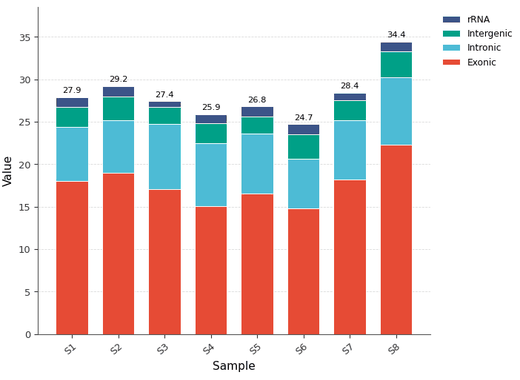 rRNA
Intergenic
Intronic
Exonic
35
30
25
20
15
10
5
0
Value
27.9
29.2
27.4
25.9
26.8
24.7
28.4
34.4
S1
S2
S3
S4
S5
S6
S7
S8
Sample